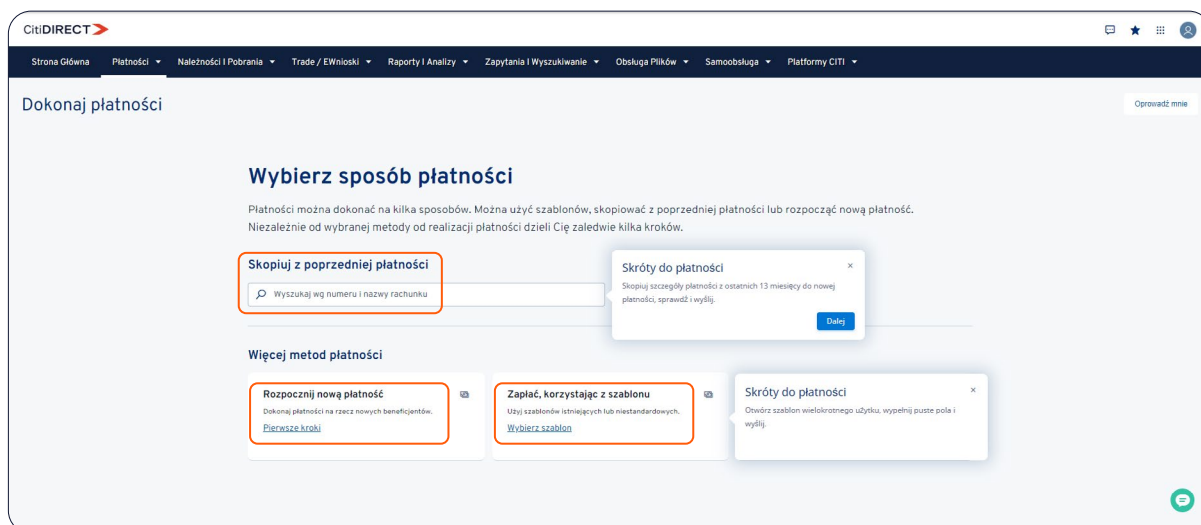 CitiDIRECT
Strona Główna Płatności Należności I Pobrania Trade / EWnioski Raporty I Analizy Zapytania I Wyszukiwanie Obsługa Plików Samoobsługa Platformy CITI
Dokonaj płatności
Oprowadź mnie
Wybierz sposób płatności
Płatności można dokonać na kilka sposobów. Można użyć szablonów, skopiować z poprzedniej płatności lub rozpocząć nową płatność.
Niezależnie od wybranej metody od realizacji płatności dzieli Cię zaledwie kilka kroków.
Skopiuj z poprzedniej płatności
Wyszukaj wg numeru i nazwy rachunku
Skróty do płatności
Skopiuj szczegóły płatności z ostatnich 13 miesięcy do nowej
płatności, sprawdź i wyślij.
Dalej
Więcej metod płatności
Rozpocznij nową płatność
Dokonaj płatności na rzecz nowych beneficjentów.
Pierwsze kroki
Zapłać, korzystając z szablonu
Użyj szablonów istniejących lub niestandardowych.
Wybierz szablon
Skróty do płatności
Otwórz szablon wielokrotnego użytku, wypełnij puste pola i
wyślij.